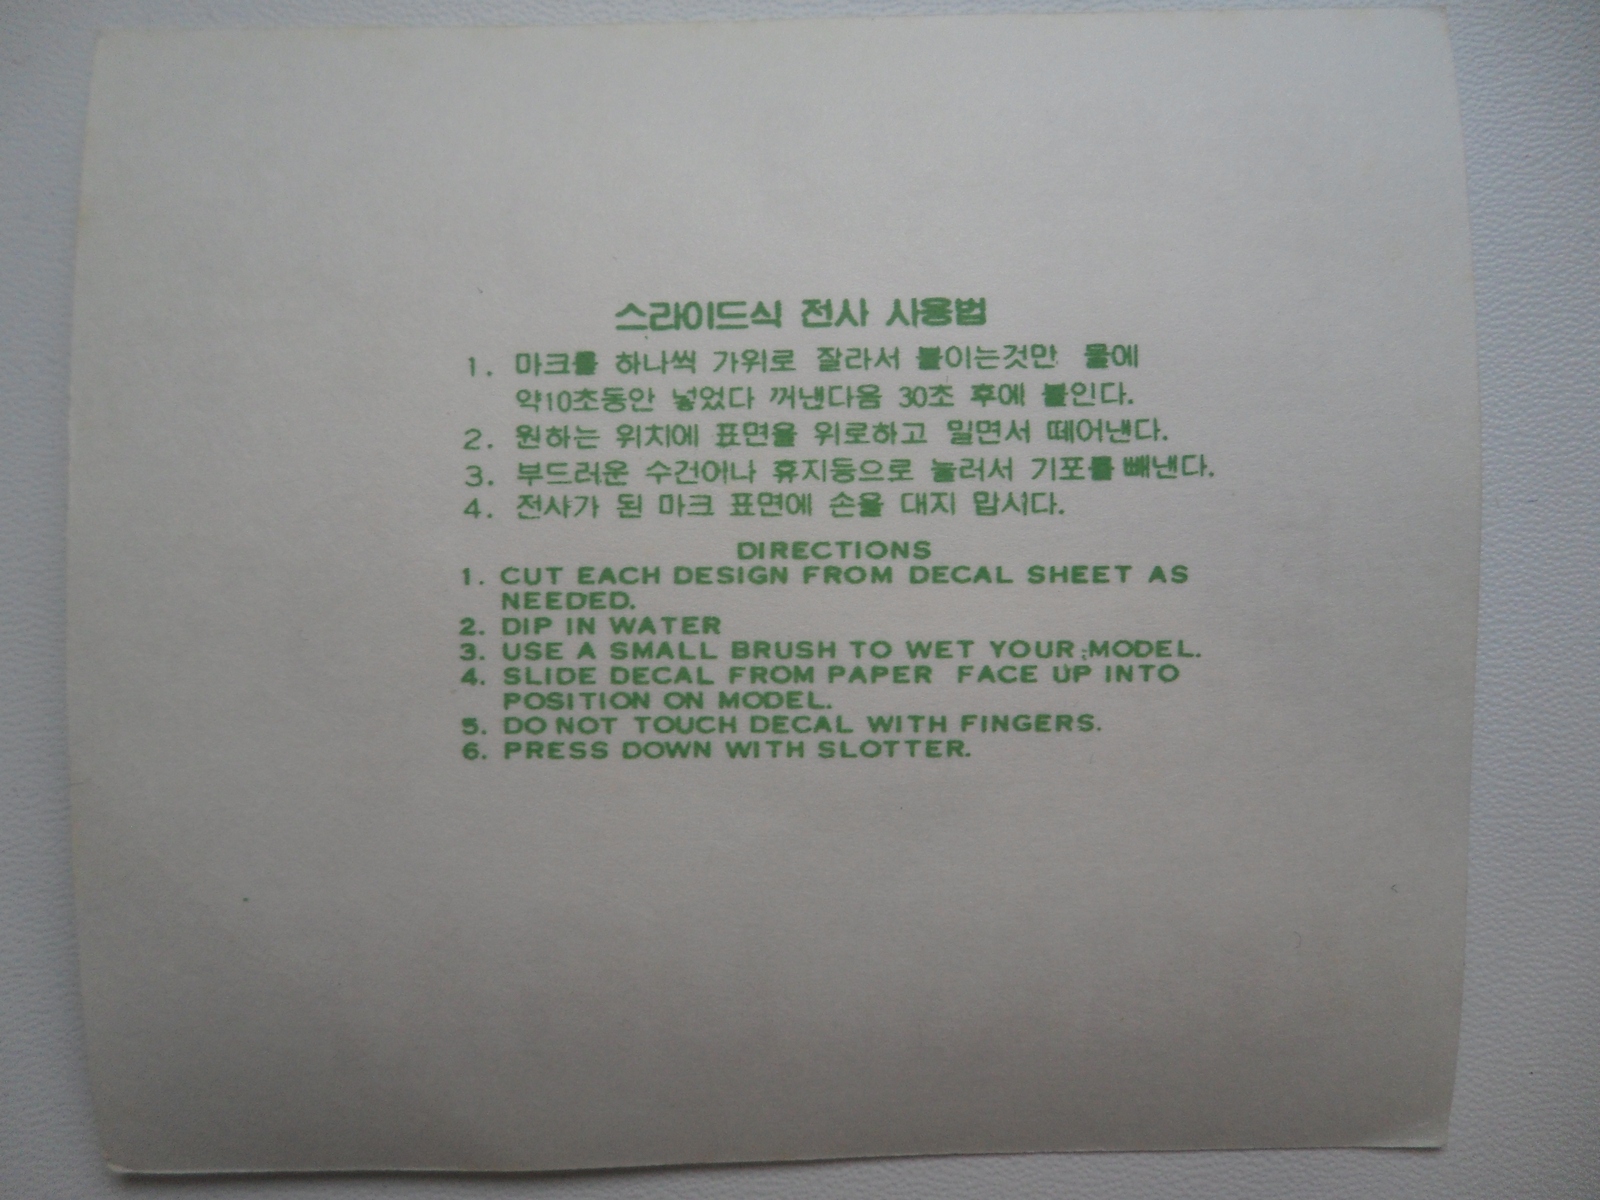 스라이드식 전사 사용법
1. 마크를 하나씩 가위로 잘라서 붙이는것만 물에
약10초동안 넣었다 꺼낸다음 30초 후에 붙인다.
2. 원하는 위치에 표면을 위로하고 밀면서 떼어낸다.
3. 부드러운 수건이나 휴지등으로 눌러서 기포를 빼낸다.
4. 전사가 된 마크 표면에 손을 대지 맙시다.
DIRECTIONS
1. CUT EACH DESIGN FROM DECAL SHEET AS
NEEDED.
2. DIP IN WATER
3. USE A SMALL BRUSH TO WET YOUR MODEL.
4. SLIDE DECAL FROM PAPER FACE UP INTO
POSITION ON MODEL.
5. DO NOT TOUCH DECAL WITH FINGERS.
6. PRESS DOWN WITH SLOTTER.